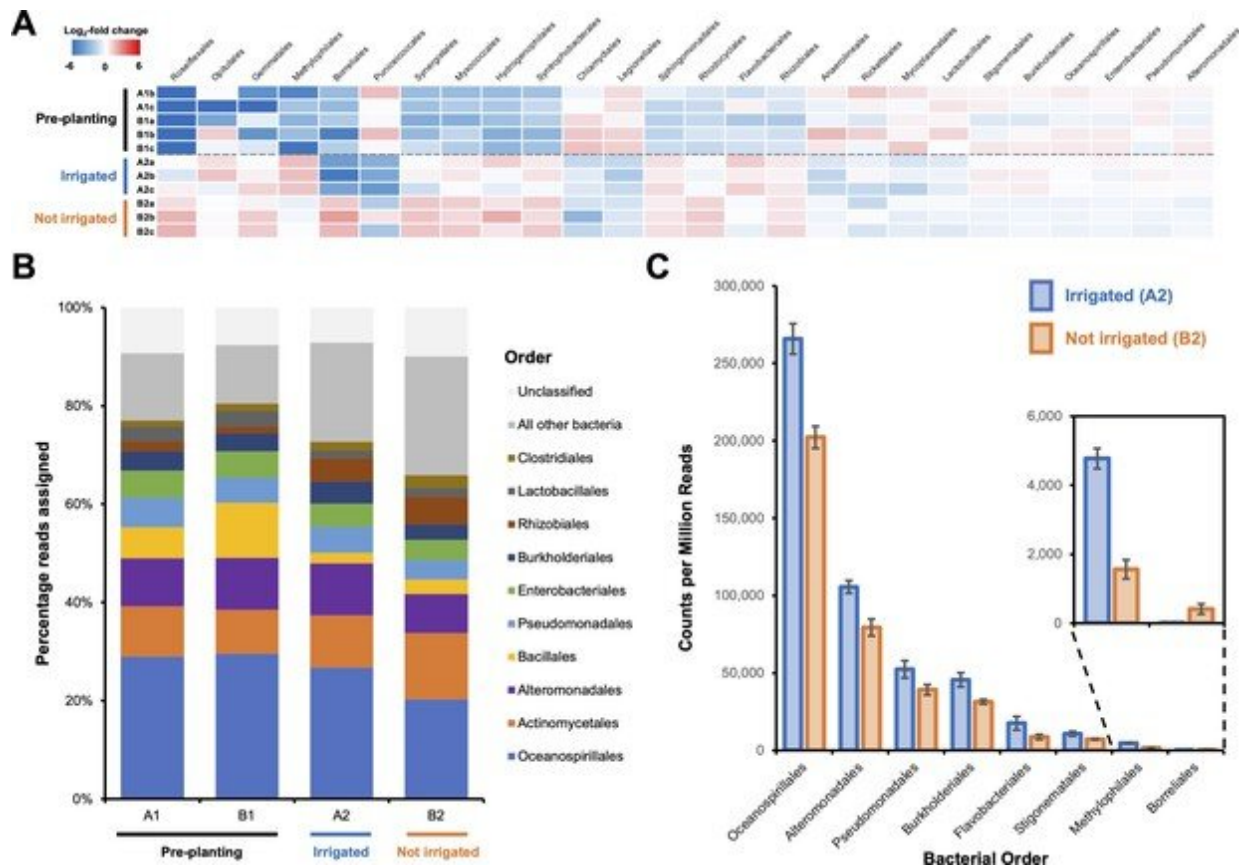 A
Log₂-fold change
-6 0 6
Roseiflexales
Opitutales
Gemmatales
Methylophilales
Borreliales
Puniceicoccales
Synergistales
Myxococcales
Hydrogenophilales
Syntrophobacterales
Chlamydiales
Legionellales
Sphingomonadales
Rhodocyclales
Flavobacteriales
Rhizobiales
Anaerolineales
Rickettsiales
Mycoplasmatales
Lactobacillales
Stigonematales
Burkholderiales
Oceanospirillales
Enterobacteriales
Pseudomonadales
Alteromonadales
Pre-planting
A1b
A1c
B1a
B1b
B1c
Irrigated
A2a
A2b
A2c
Not irrigated
B2a
B2b
B2c
B
Percentage reads assigned
100%
80%
60%
40%
20%
0%
A1 B1 A2 B2
Pre-planting Irrigated Not irrigated
Order
Unclassified
All other bacteria
Clostridiales
Lactobacillales
Rhizobiales
Burkholderiales
Enterobacteriales
Pseudomonadales
Bacillales
Alteromonadales
Actinomycetales
Oceanospirillales
C
Irrigated (A2)
Not irrigated (B2)
Counts per Million Reads
300,000
250,000
200,000
150,000
100,000
50,000
0
6,000
4,000
2,000
0
Oceanospirillales
Alteromonadales
Pseudomonadales
Burkholderiales
Flavobacteriales
Stigonematales
Methylophilales
Borreliales
Bacterial Order